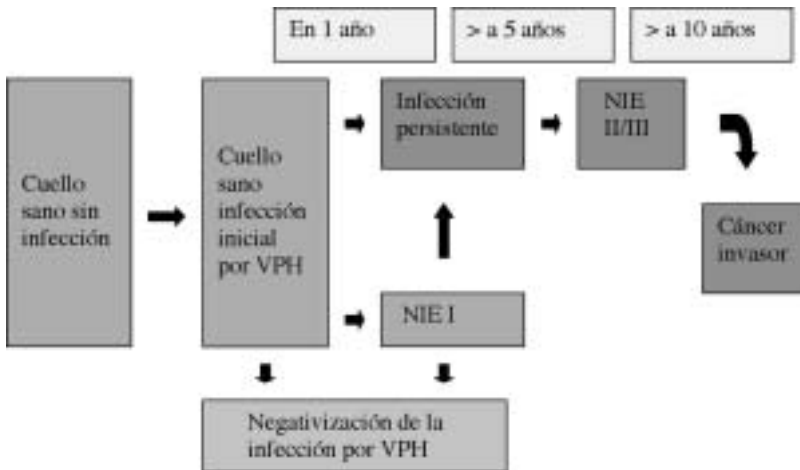 En 1 año
> a 5 años
> a 10 años
Cuello
sano sin
infección
Cuello
sano
infección
inicial
por VPH
Infección
persistente
NIE
II/III
Cáncer
invasor
NIE I
Negativización de la
infección por VPH